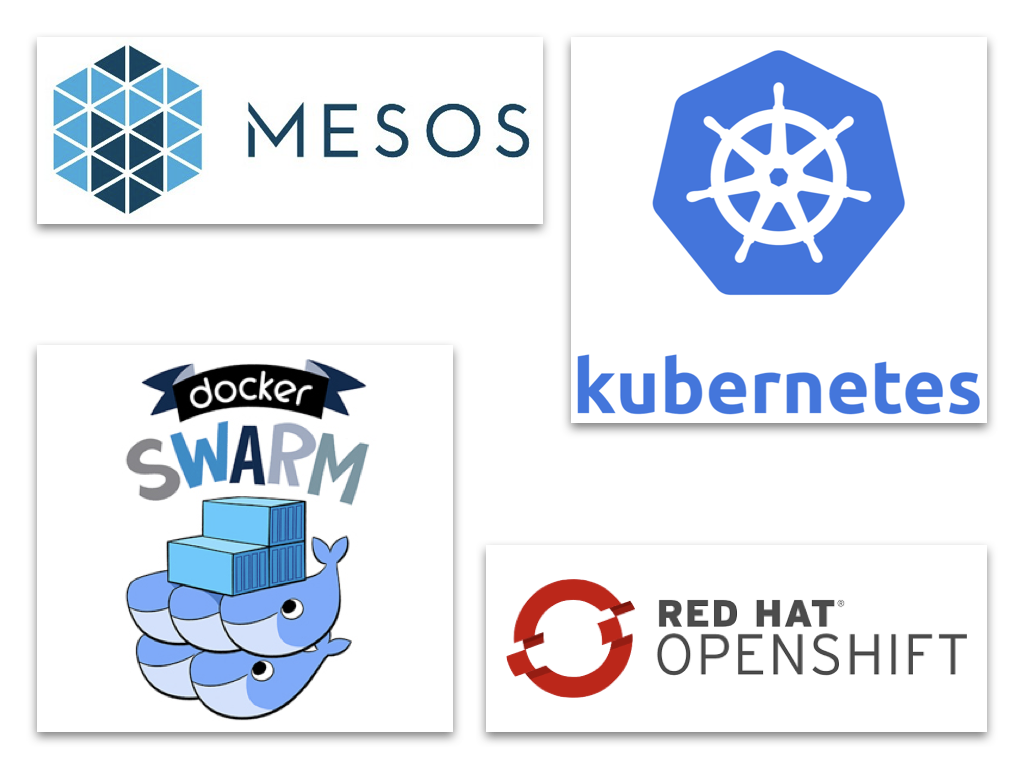 MESOS
kubernetes
docker
SWARM
RED HAT®
OPENSHIFT